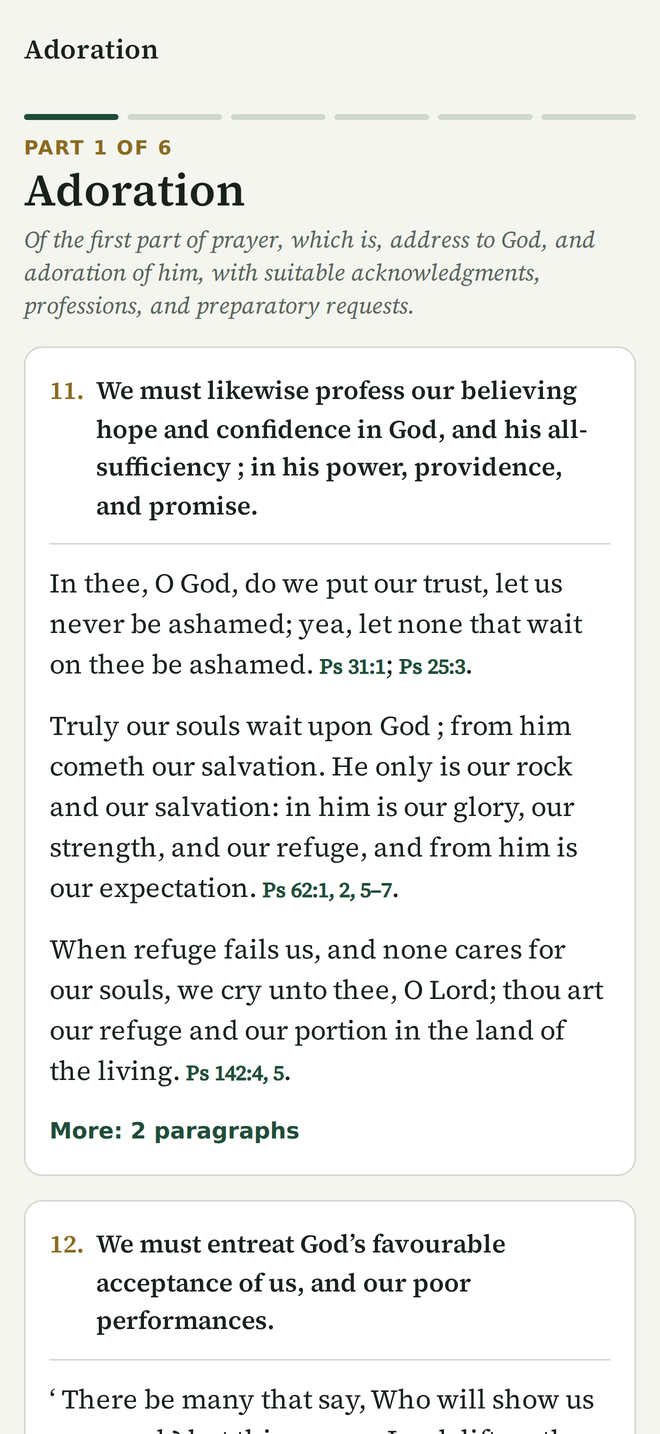 Adoration
PART 1 OF 6
Adoration
Of the first part of prayer, which is, address to God, and
adoration of him, with suitable acknowledgments,
professions, and preparatory requests.
11. We must likewise profess our believing
hope and confidence in God, and his all-
sufficiency ; in his power, providence,
and promise.
In thee, O God, do we put our trust, let us
never be ashamed; yea, let none that wait
on thee be ashamed. Ps 31:1; Ps 25:3.
Truly our souls wait upon God ; from him
cometh our salvation. He only is our rock
and our salvation: in him is our glory, our
strength, and our refuge, and from him is
our expectation. Ps 62:1, 2, 5–7.
When refuge fails us, and none cares for
our souls, we cry unto thee, O Lord; thou art
our refuge and our portion in the land of
the living. Ps 142:4, 5.
More: 2 paragraphs
12. We must entreat God’s favourable
acceptance of us, and our poor
performances.
‘ There be many that say, Who will show us